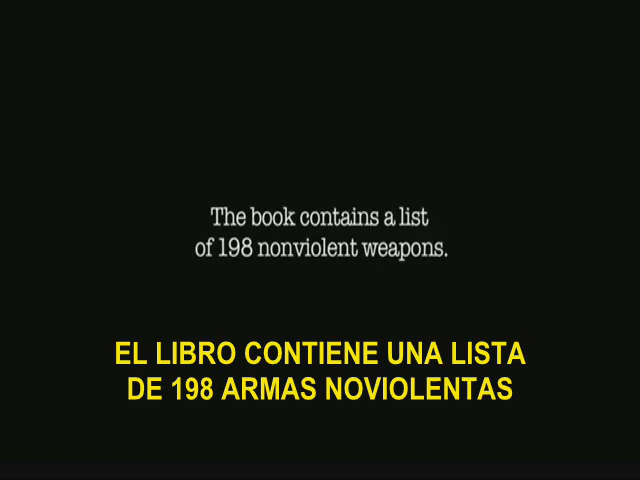 The book contains a list
of 198 nonviolent weapons.
EL LIBRO CONTIENE UNA LISTA
DE 198 ARMAS NOVIOLENTAS